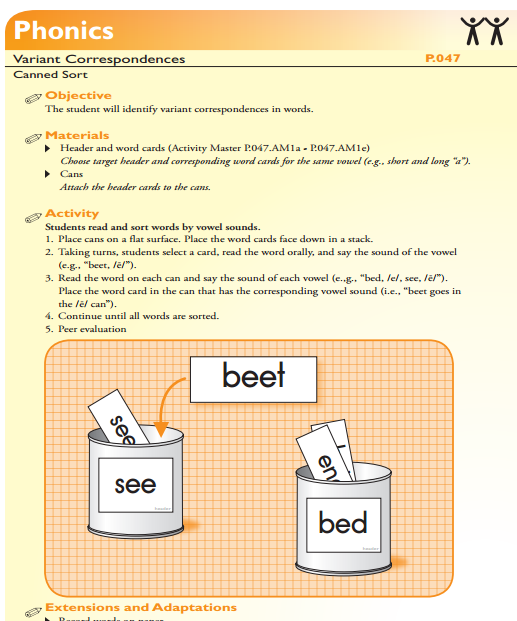 Phonics
Variant Correspondences P.047
Canned Sort
Objective
The student will identify variant correspondences in words.
Materials
Header and word cards (Activity Master P.047.AM1a - P.047.AM1e)
Choose target header and corresponding word cards for the same vowel (e.g., short and long “a”).
Cans
Attach the header cards to the cans.
Activity
Students read and sort words by vowel sounds.
1. Place cans on a flat surface. Place the word cards face down in a stack.
2. Taking turns, students select a card, read the word orally, and say the sound of the vowel
(e.g., “beet, /ē/”).
3. Read the word on each can and say the sound of each vowel (e.,g., “bed, /e/, see, /ē/”).
Place the word card in the can that has the corresponding vowel sound (i.e., “beet goes in
the /ē/ can”).
4. Continue until all words are sorted.
5. Peer evaluation
beet
see
see
en
bed
Extensions and Adaptations
Record words on paper